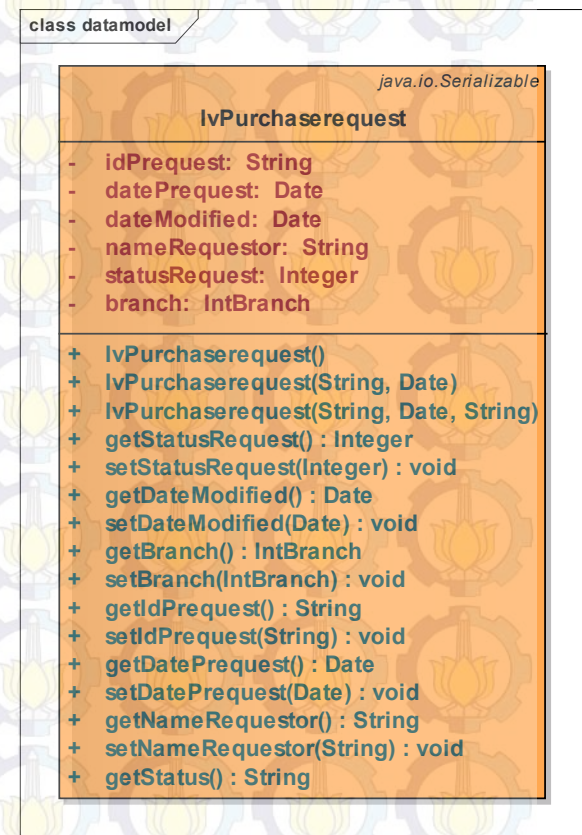 class datamodel
java.io.Serializable
IvPurchaserequest
- idPrequest: String
- datePrequest: Date
- dateModified: Date
- nameRequestor: String
- statusRequest: Integer
- branch: IntBranch
+ IvPurchaserequest()
+ IvPurchaserequest(String, Date)
+ IvPurchaserequest(String, Date, String)
+ getStatusRequest() : Integer
+ setStatusRequest(Integer) : void
+ getDateModified() : Date
+ setDateModified(Date) : void
+ getBranch() : IntBranch
+ setBranch(IntBranch) : void
+ getIdPrequest() : String
+ setIdPrequest(String) : void
+ getDatePrequest() : Date
+ setDatePrequest(Date) : void
+ getNameRequestor() : String
+ setNameRequestor(String) : void
+ getStatus() : String